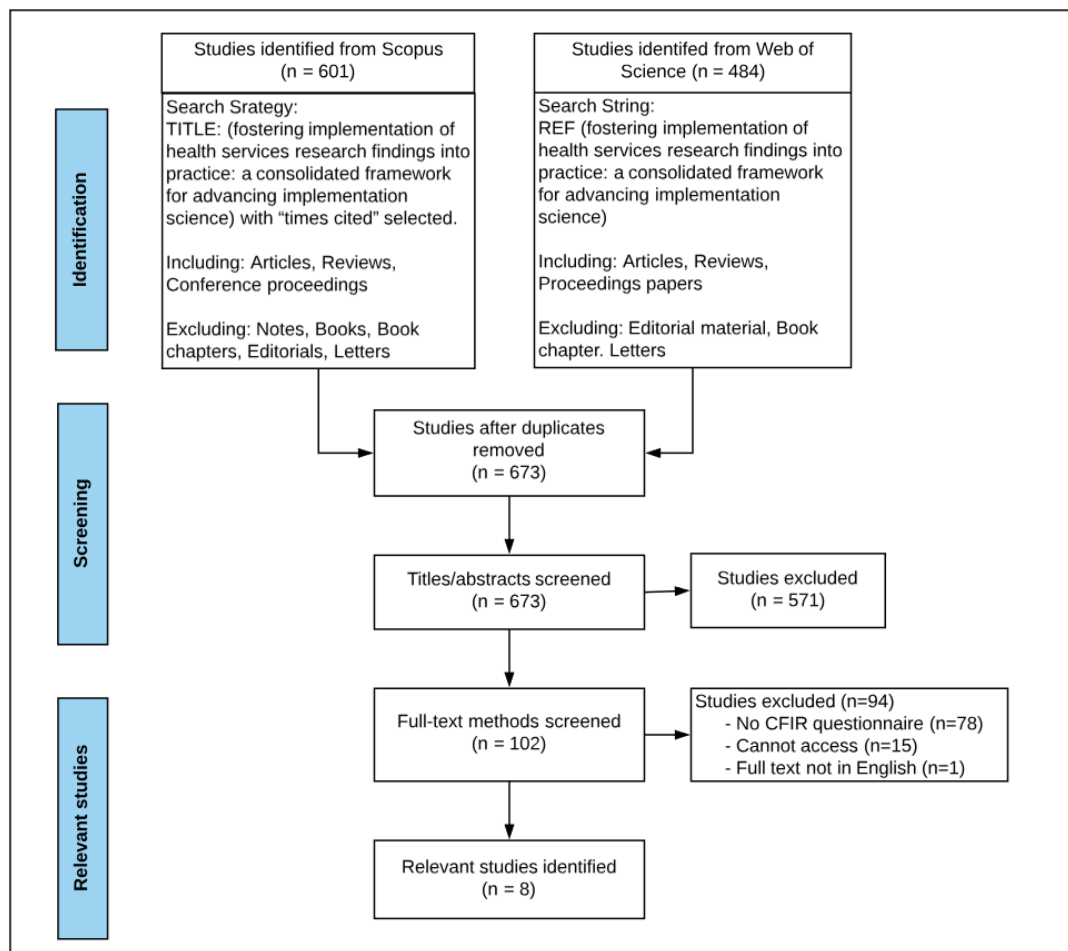 Studies identified from Scopus
(n = 601)
Search Srategy:
TITLE: (fostering implementation of
health services research findings into
practice: a consolidated framework
for advancing implementation
science) with “times cited” selected.
Including: Articles, Reviews,
Conference proceedings
Excluding: Notes, Books, Book
chapters, Editorials, Letters
Studies identifed from Web of
Science (n = 484)
Search String:
REF (fostering implementation of
health services research findings into
practice: a consolidated framework
for advancing implementation
science)
Including: Articles, Reviews,
Proceedings papers
Excluding: Editorial material, Book
chapter. Letters
Identification
Studies after duplicates
removed
(n = 673)
Screening
Titles/abstracts screened
(n = 673)
Studies excluded
(n = 571)
Full-text methods screened
(n = 102)
Studies excluded (n=94)
- No CFIR questionnaire (n=78)
- Cannot access (n=15)
- Full text not in English (n=1)
Relevant studies
Relevant studies identified
(n = 8)